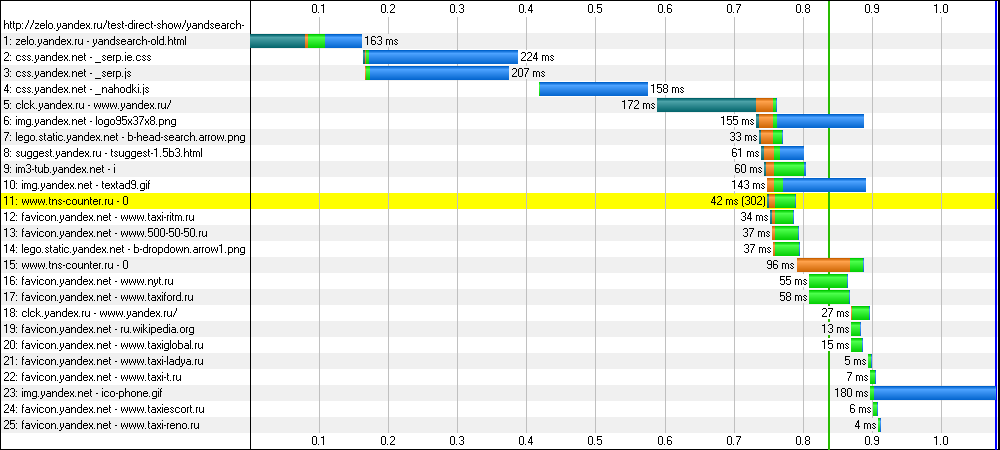 0.1 0.2 0.3 0.4 0.5 0.6 0.7 0.8 0.9 1.0
http://zelo.yandex.ru/test-direct-show/yandsearch-
1: zelo.yandex.ru - yandsearch-old.html 163 ms
2: css.yandex.net - _serp.ie.css 224 ms
3: css.yandex.net - _serp.js 207 ms
4: css.yandex.net - _nahodki.js 158 ms
5: clck.yandex.ru - www.yandex.ru/ 172 ms
6: img.yandex.net - logo95x37x8.png 155 ms
7: lego.static.yandex.net - b-head-search.arrow.png 33 ms
8: suggest.yandex.ru - tsuggest-1.5b3.html 61 ms
9: im3-tub.yandex.net - i 60 ms
10: img.yandex.net - textad9.gif 143 ms
11: www.tns-counter.ru - 0 42 ms (302)
12: favicon.yandex.net - www.taxi-ritm.ru 34 ms
13: favicon.yandex.net - www.500-50-50.ru 37 ms
14: lego.static.yandex.net - b-dropdown.arrow1.png 37 ms
15: www.tns-counter.ru - 0 96 ms
16: favicon.yandex.net - www.nyt.ru 55 ms
17: favicon.yandex.net - www.taxiford.ru 58 ms
18: clck.yandex.ru - www.yandex.ru/ 27 ms
19: favicon.yandex.net - ru.wikipedia.org 13 ms
20: favicon.yandex.net - www.taxiglobal.ru 15 ms
21: favicon.yandex.net - www.taxi-ladya.ru 5 ms
22: favicon.yandex.net - www.taxi-t.ru 7 ms
23: img.yandex.net - ico-phone.gif 180 ms
24: favicon.yandex.net - www.taxiescort.ru 6 ms
25: favicon.yandex.net - www.taxi-reno.ru 4 ms
0.1 0.2 0.3 0.4 0.5 0.6 0.7 0.8 0.9 1.0